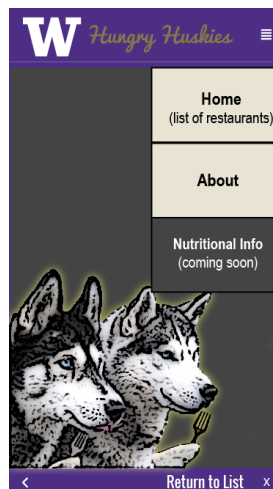 W Hungry Huskies
Home
(list of restaurants)
About
Nutritional Info
(coming soon)
< Return to List x